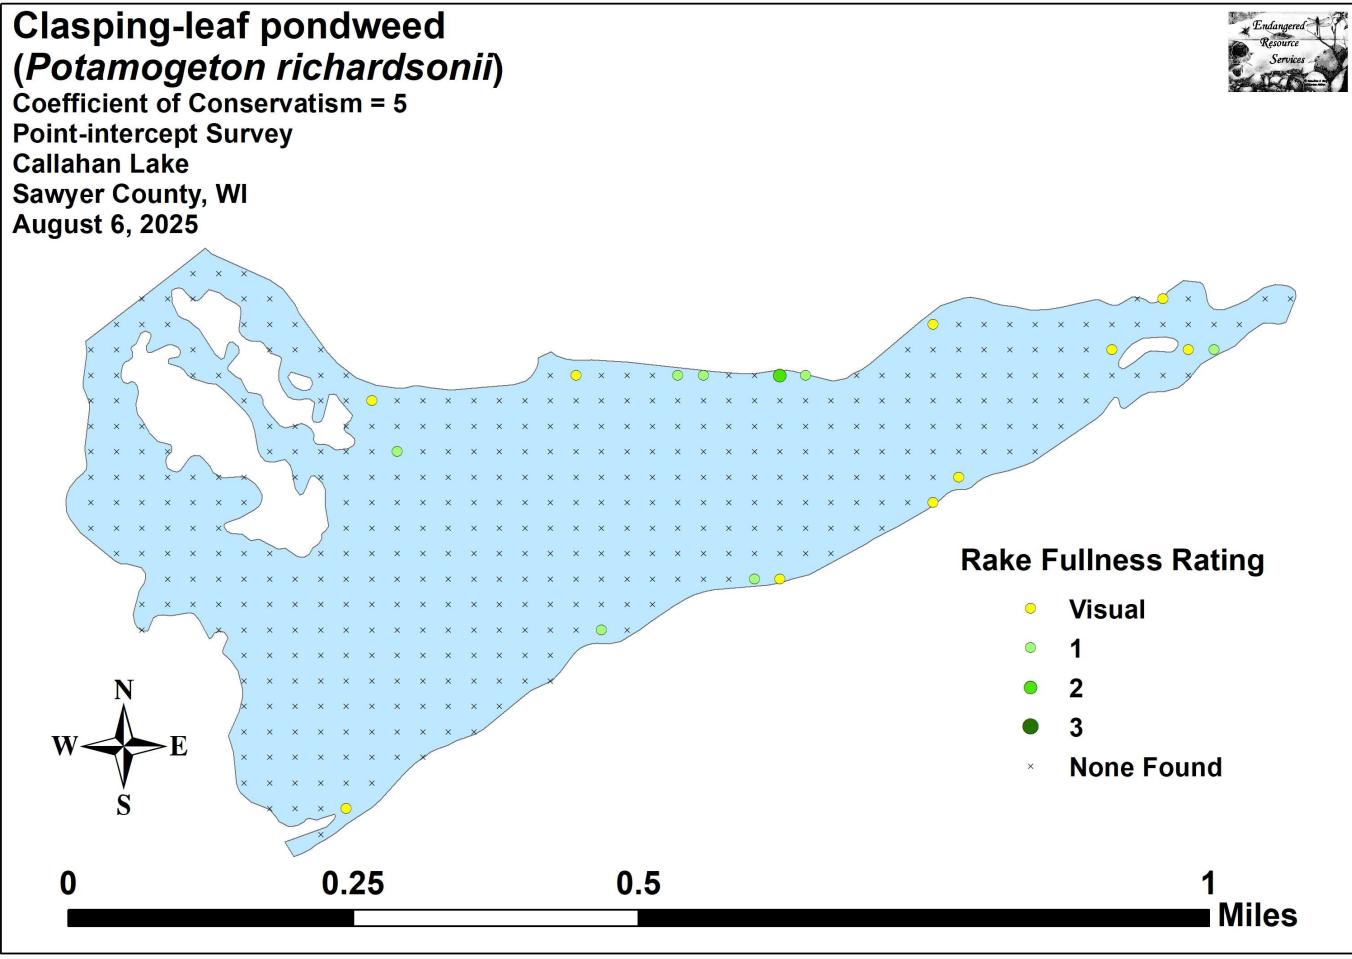 Clasping-leaf pondweed
(Potamogeton richardsonii)
Coefficient of Conservatism = 5
Point-intercept Survey
Callahan Lake
Sawyer County, WI
August 6, 2025
Endangered
Resource
Services
Rake Fullness Rating
Visual
1
2
3
None Found
N
W E
S
0 0.25 0.5 1
Miles